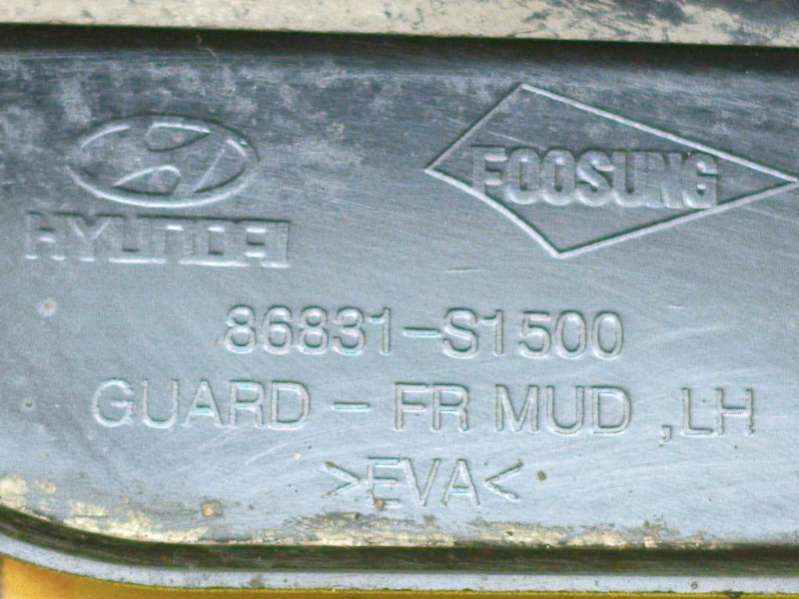 HYUNDAI
FOOSUNG
86831-S1500
GUARD - FR MUD ,LH
>EVA<